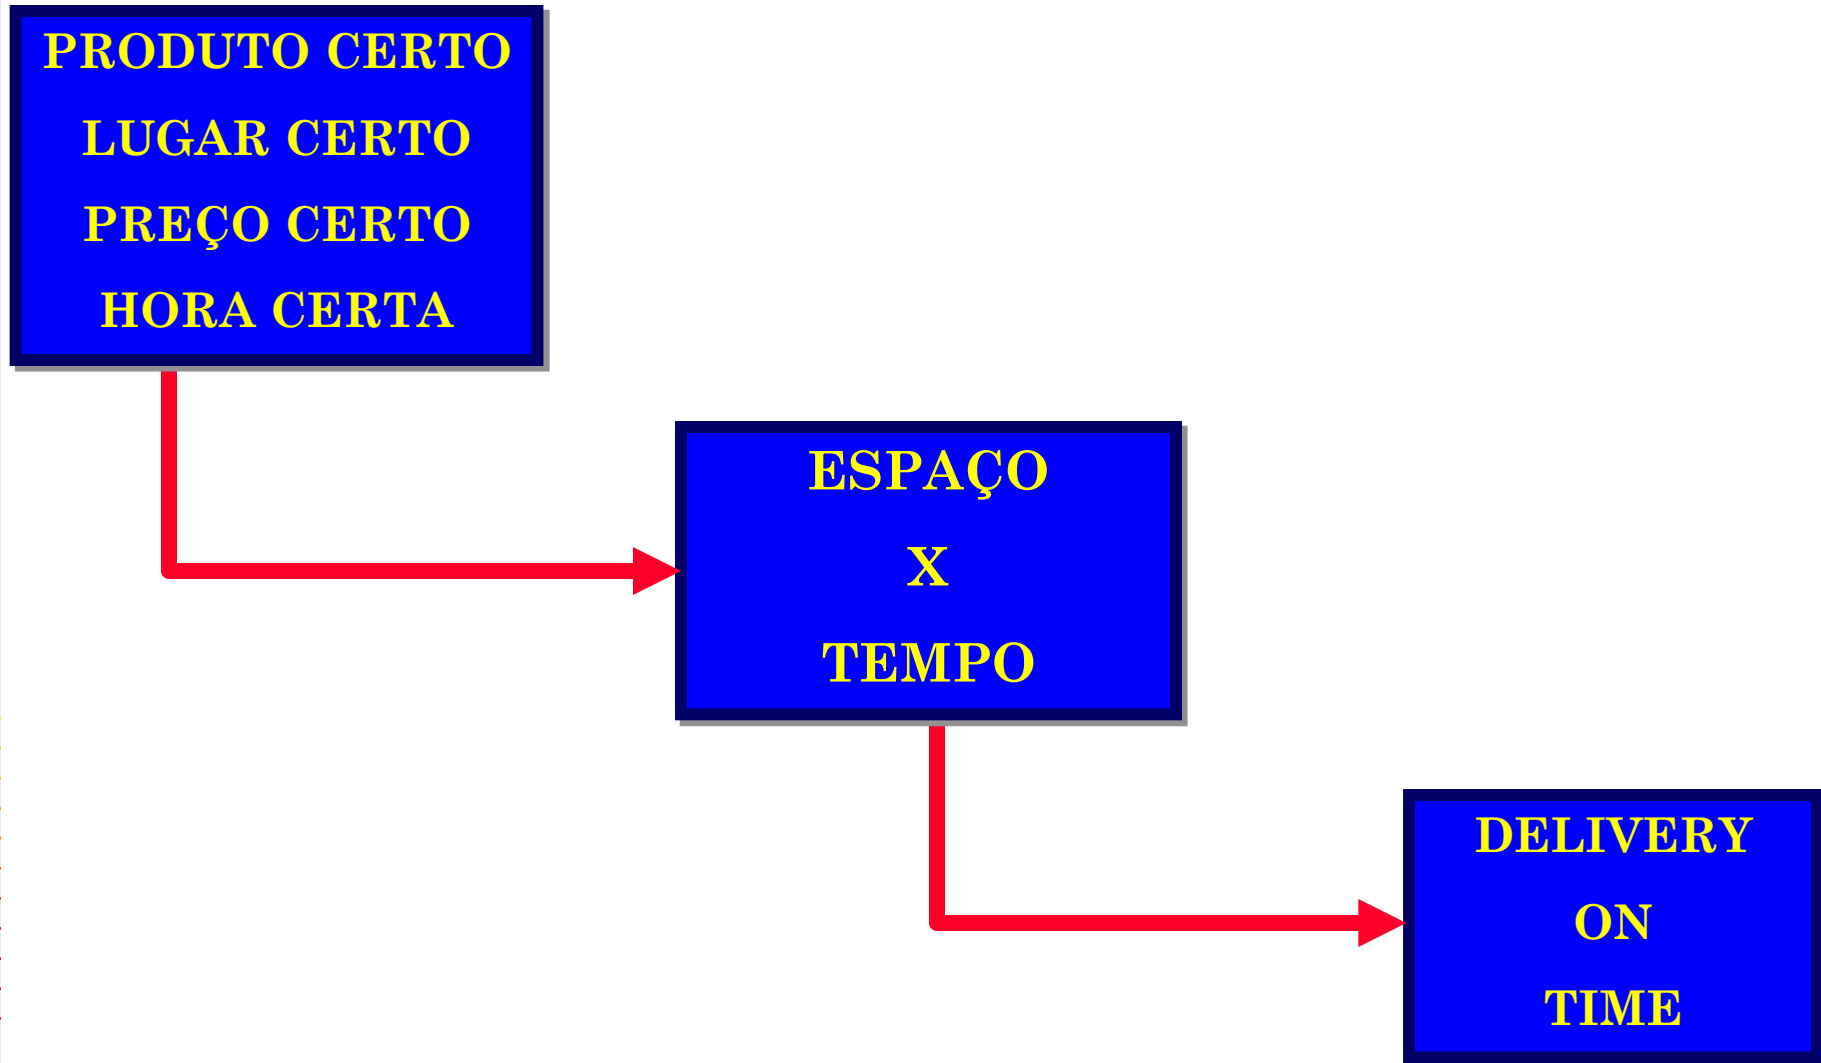 PRODUTO CERTO
LUGAR CERTO
PREÇO CERTO
HORA CERTA
ESPAÇO
X
TEMPO
DELIVERY
ON
TIME